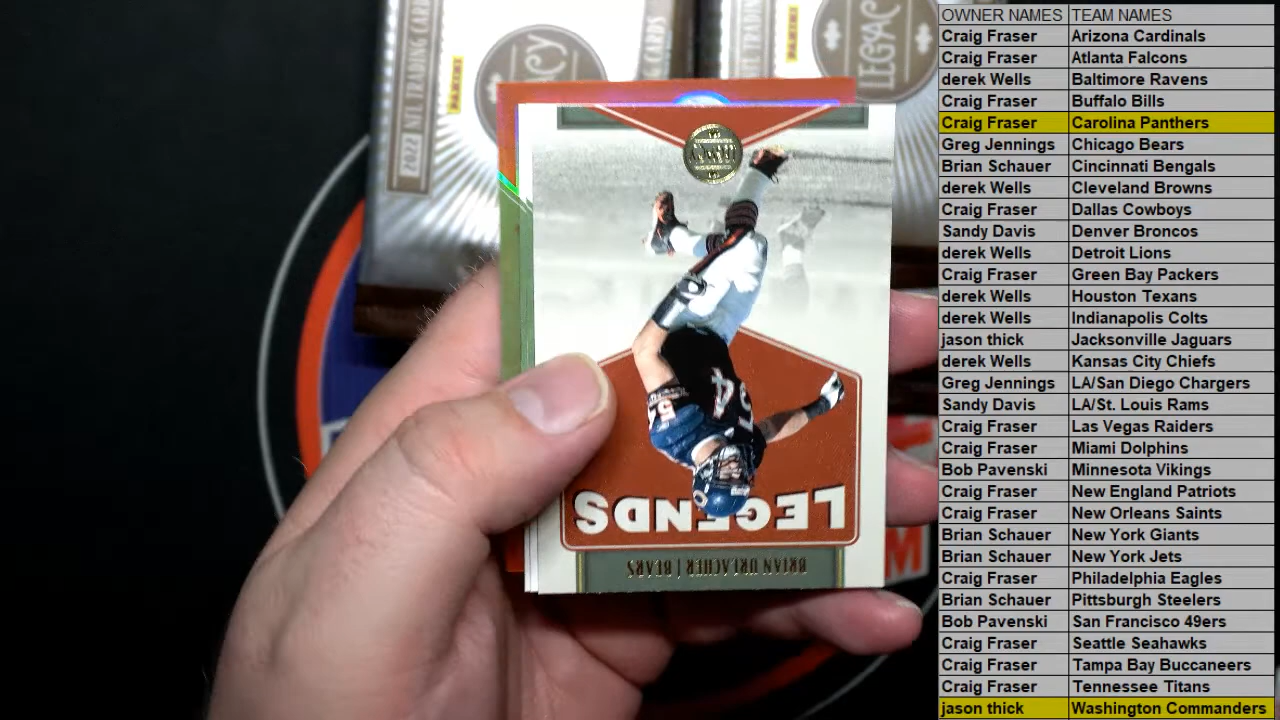 OWNER NAMES TEAM NAMES
Craig Fraser Arizona Cardinals
Craig Fraser Atlanta Falcons
derek Wells Baltimore Ravens
Craig Fraser Buffalo Bills
Craig Fraser Carolina Panthers
Greg Jennings Chicago Bears
Brian Schauer Cincinnati Bengals
derek Wells Cleveland Browns
Craig Fraser Dallas Cowboys
Sandy Davis Denver Broncos
derek Wells Detroit Lions
Craig Fraser Green Bay Packers
derek Wells Houston Texans
derek Wells Indianapolis Colts
jason thick Jacksonville Jaguars
derek Wells Kansas City Chiefs
Greg Jennings LA/San Diego Chargers
Sandy Davis LA/St. Louis Rams
Craig Fraser Las Vegas Raiders
Craig Fraser Miami Dolphins
Bob Pavenski Minnesota Vikings
Craig Fraser New England Patriots
Craig Fraser New Orleans Saints
Brian Schauer New York Giants
Brian Schauer New York Jets
Craig Fraser Philadelphia Eagles
Brian Schauer Pittsburgh Steelers
Bob Pavenski San Francisco 49ers
Craig Fraser Seattle Seahawks
Craig Fraser Tampa Bay Buccaneers
Craig Fraser Tennessee Titans
jason thick Washington Commanders
LEGENDS
BRIAN URLACHER | BEARS
54
2022 NFL TRADING CARDS
PANINI
LEGACY
PANINI
LEGACY